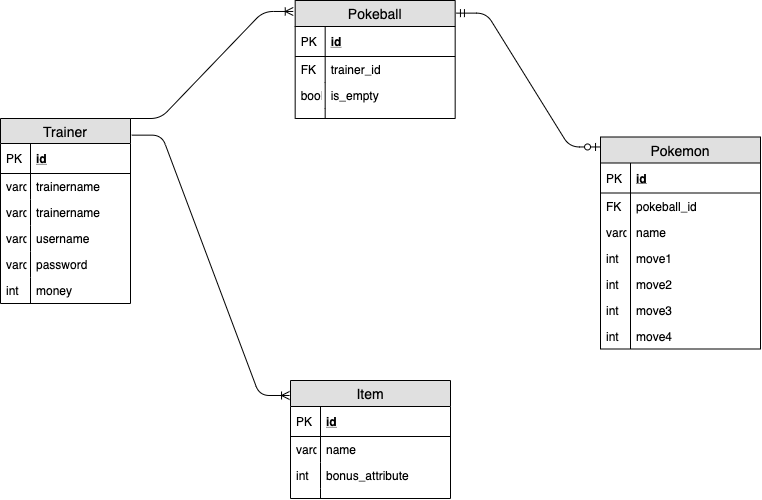 Pokeball
PK id
FK trainer_id
bool is_empty
Trainer
PK id
varc trainername
varc trainername
varc username
varc password
int money
Pokemon
PK id
FK pokeball_id
varc name
int move1
int move2
int move3
int move4
Item
PK id
varc name
int bonus_attribute